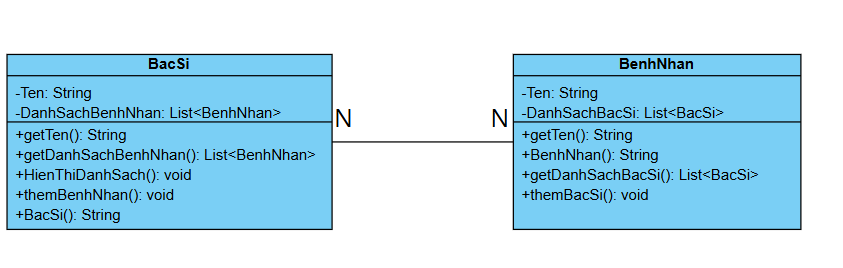 BacSi
-Ten: String
-DanhSachBenhNhan: List<BenhNhan>
+getTen(): String
+getDanhSachBenhNhan(): List<BenhNhan>
+HienThiDanhSach(): void
+themBenhNhan(): void
+BacSi(): String
N
N
BenhNhan
-Ten: String
-DanhSachBacSi: List<BacSi>
+getTen(): String
+BenhNhan(): String
+getDanhSachBacSi(): List<BacSi>
+themBacSi(): void